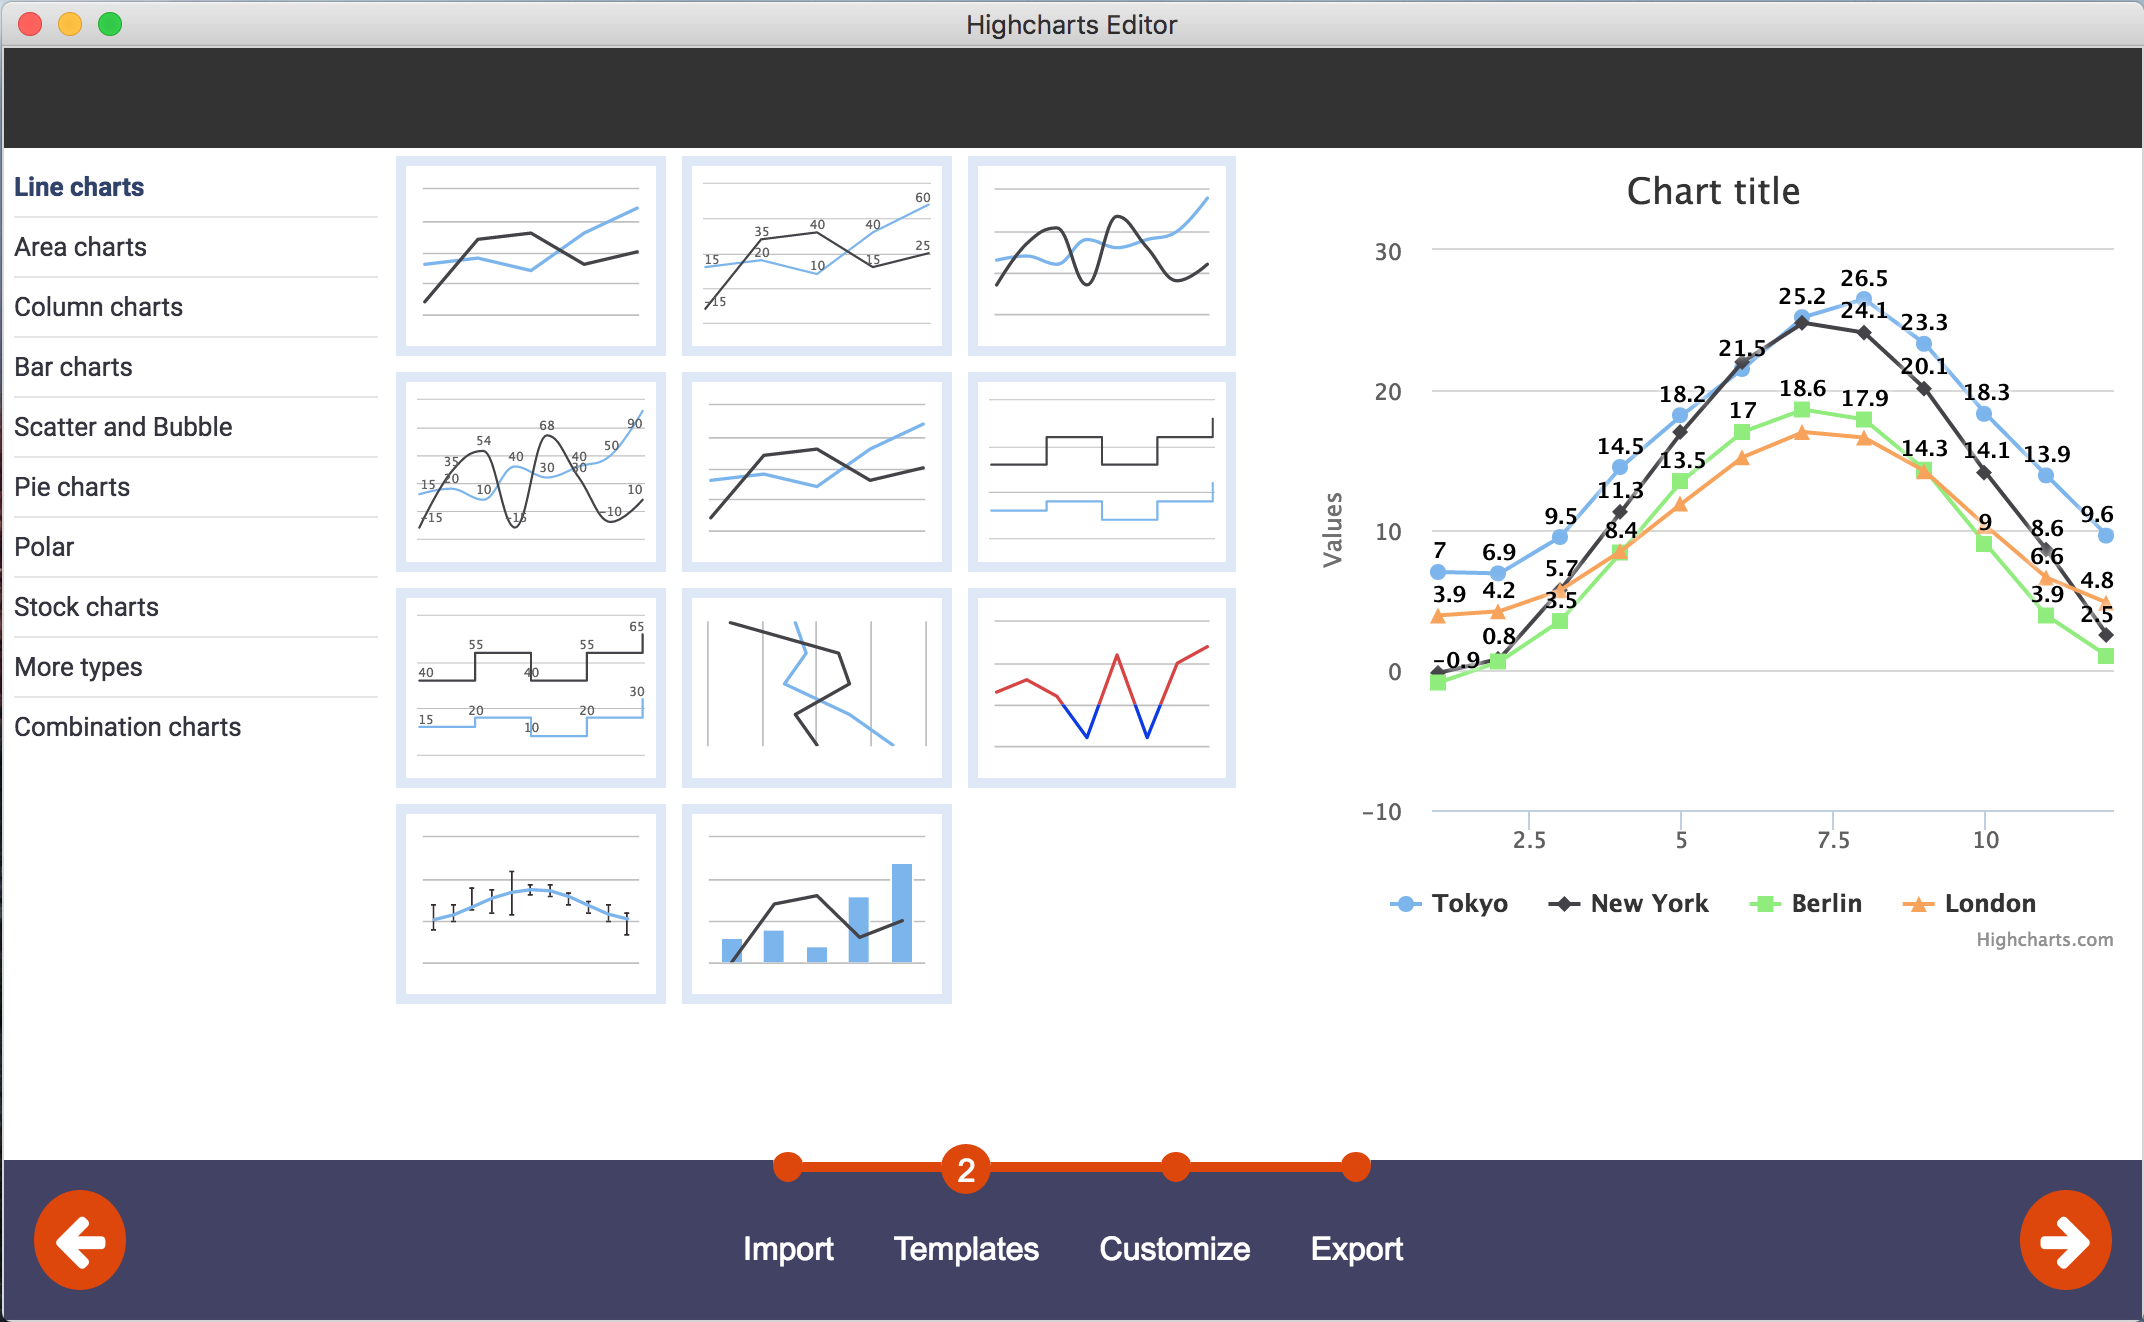 Highcharts Editor
Line charts
Area charts
Column charts
Bar charts
Scatter and Bubble
Pie charts
Polar
Stock charts
More types
Combination charts
60
35 40 40
20 25
15 10 15
-15
90
68
54 50
35 40 40
20 30 30
15 10 10
-15 -15 -10
65
55 55
40 40
30
20 20
15 10
Chart title
Values
30
20
10
0
-10
26.5
25.2
24.1
23.3
21.5
20.1
18.2 18.6 18.3
17 17.9
14.5 14.3 14.1 13.9
13.5
11.3
9.5 9.6
8.4 9 8.6
7 6.9 6.6
5.7
3.9 4.2 3.5 3.9 4.8
2.5
0.8
-0.9
2.5 5 7.5 10
Tokyo New York Berlin London
Highcharts.com
2
Import Templates Customize Export